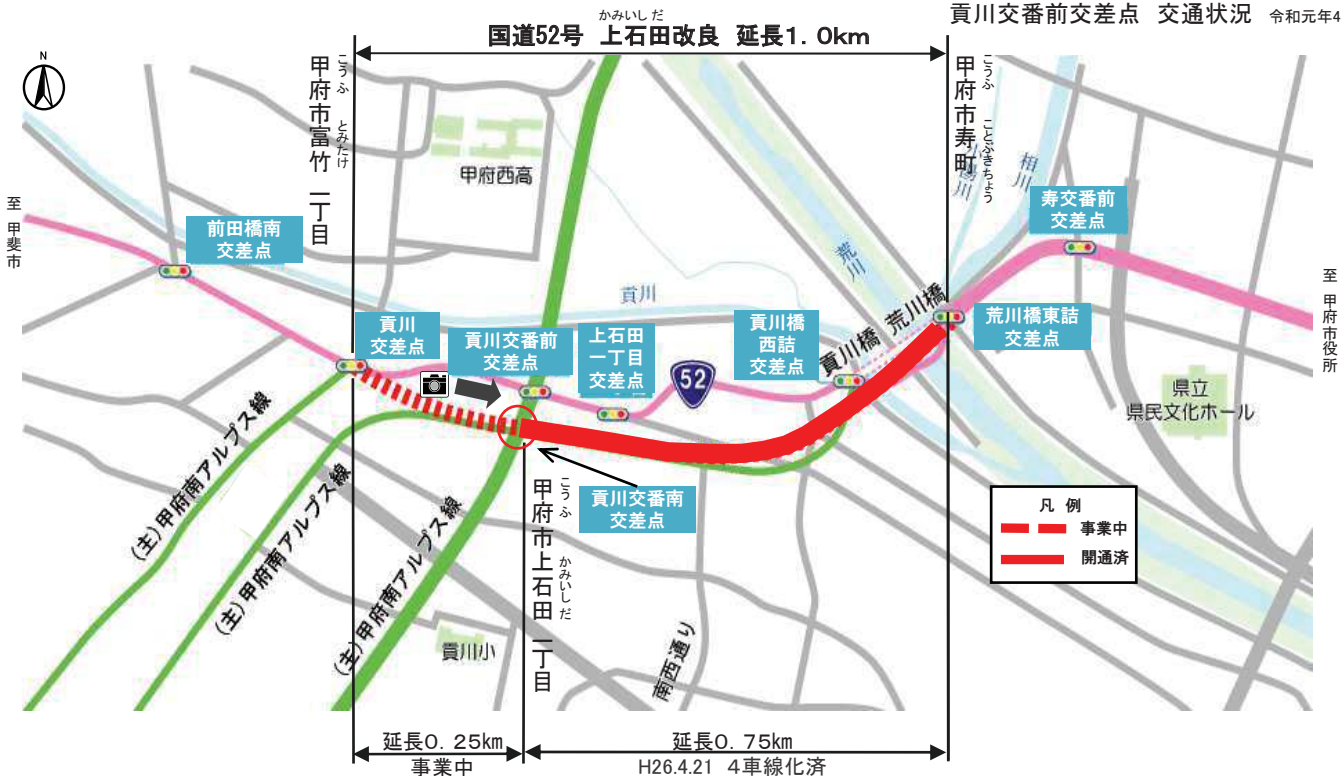 貢川交番前交差点 交通状況 令和元年4
かみいしだ
国道52号 上石田改良 延長1.0km
N
甲府市富竹一丁目
こうふ とみたけ
甲府市寿町
こうふ ことぶきちょう
相川
甲府西高
至 甲斐市
前田橋南
交差点
寿交番前
交差点
荒川
至 甲府市役所
貢川
貢川
交差点
貢川交番前
交差点
上石田
一丁目
交差点
貢川橋
西詰
交差点
貢川橋
荒川橋
荒川橋東詰
交差点
52
県立
県民文化ホール
(主)甲府南アルプス線
(主)甲府南アルプス線
(主)甲府南アルプス線
貢川交番南
交差点
甲府市上石田一丁目
こうふ かみいしだ
凡例
事業中
開通済
貢川小
南西通り
延長0.25km
事業中
延長0.75km
H26.4.21 4車線化済